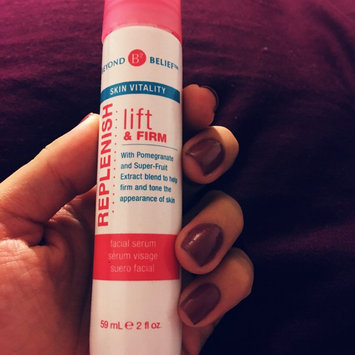 BEYOND B BELIEF™
SKIN VITALITY
REPLENISH
lift
& FIRM
With Pomegranate
and Super-Fruit
Extract blend to help
firm and tone the
appearance of skin
facial serum
sérum visage
suero facial
59 mL e 2 fl oz.